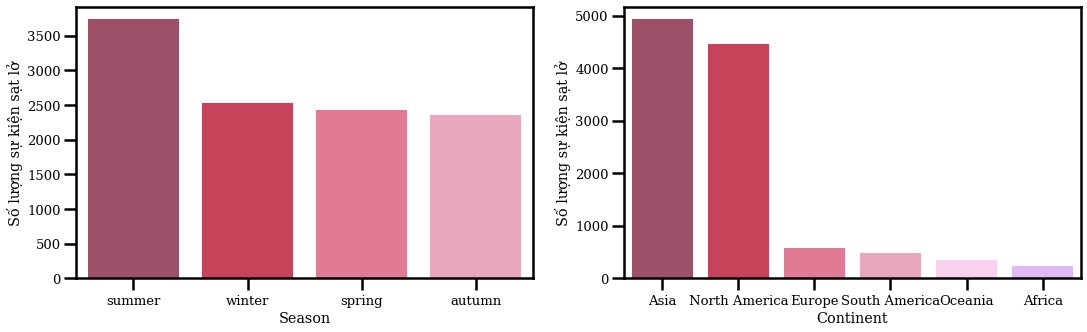 Số lượng sự kiện sạt lở
3500
3000
2500
2000
1500
1000
500
0
summer winter spring autumn
Season
Số lượng sự kiện sạt lở
5000
4000
3000
2000
1000
0
Asia North America Europe South America Oceania Africa
Continent